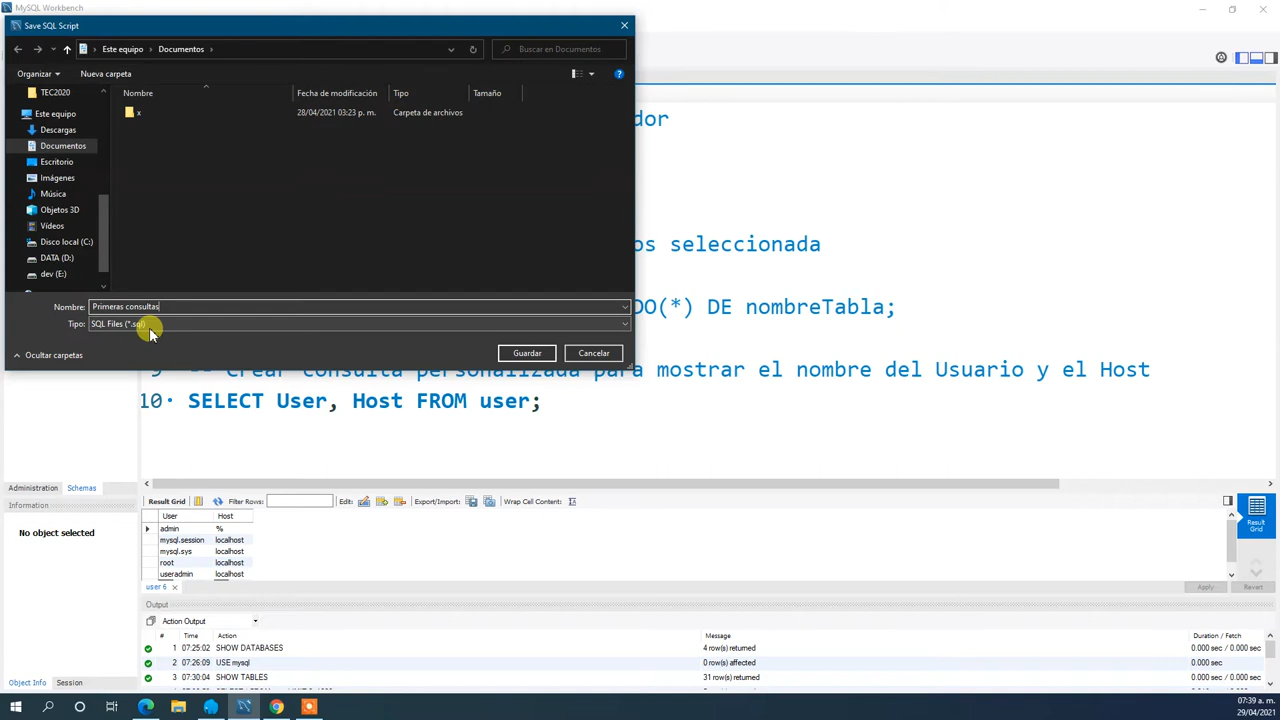 MySQL Workbench
Save SQL Script
Este equipo
Documentos
Buscar en Documentos
Organizar
Nueva carpeta
TEC2020
Este equipo
Descargas
Documentos
Escritorio
Imágenes
Música
Objetos 3D
Vídeos
Disco local (C:)
DATA (D:)
dev (E:)
Nombre
Fecha de modificación
Tipo
Tamaño
x
28/04/2021 03:23 p. m.
Carpeta de archivos
Nombre:
Primeras consultas
Tipo:
SQL Files (*.sql)
Ocultar carpetas
Guardar
Cancelar
dor
os seleccionada
DO(*) DE nombreTabla;
9 -- Crear consulta personalizada para mostrar el nombre del Usuario y el Host
10 SELECT User, Host FROM user;
Administration
Schemas
Information
No object selected
Result Grid
Filter Rows:
Edit:
Export/Import:
Wrap Cell Content:
User
Host
admin
%
mysql.session
localhost
mysql.sys
localhost
root
localhost
useradmin
localhost
Result
Grid
user 6
Apply
Revert
Output
Action Output
#
Time
Action
Message
Duration / Fetch
1 07:25:02 SHOW DATABASES
4 row(s) returned
0.000 sec / 0.000 sec
2 07:26:09 USE mysql
0 row(s) affected
0.000 sec
3 07:30:04 SHOW TABLES
31 row(s) returned
0.000 sec / 0.000 sec
Object Info
Session
07:39 a. m.
29/04/2021